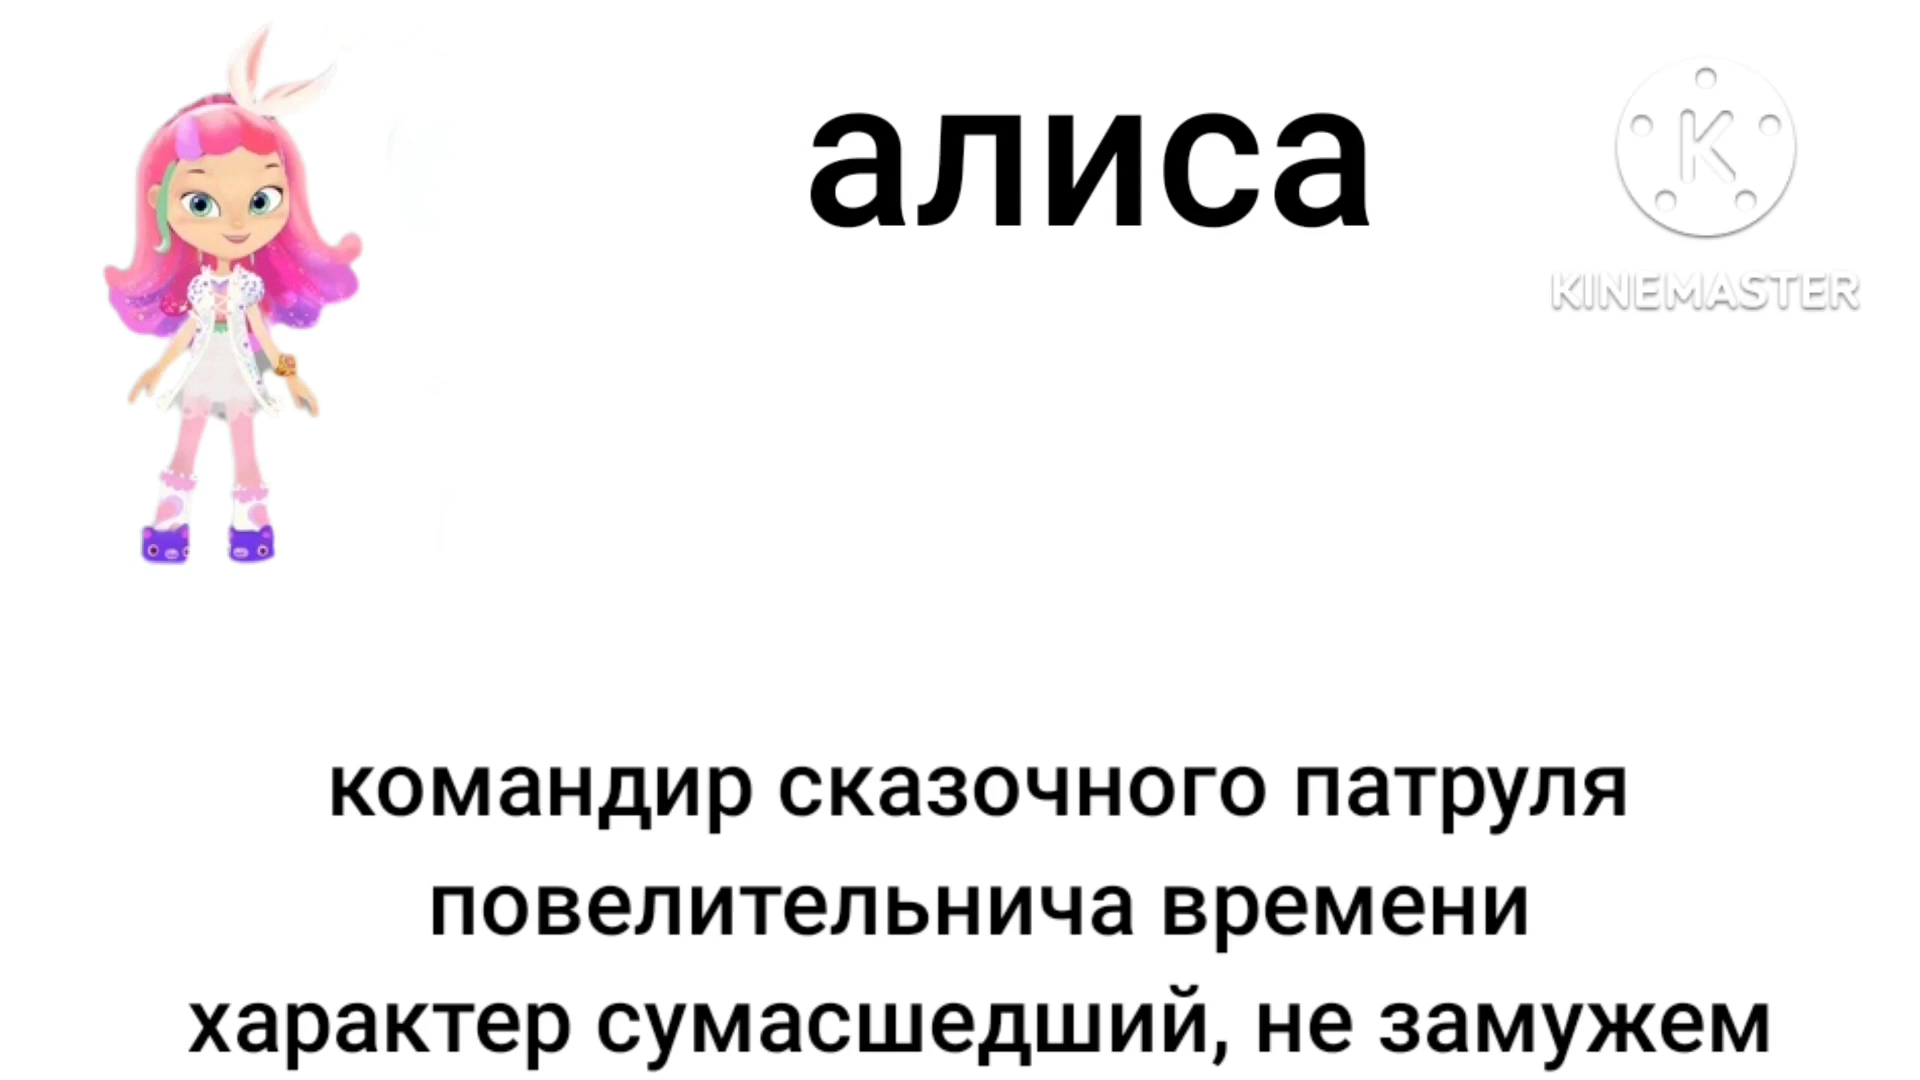 алиса
K
KINEMASTER
командир сказочного патруля
повелительнича времени
характер сумасшедший, не замужем